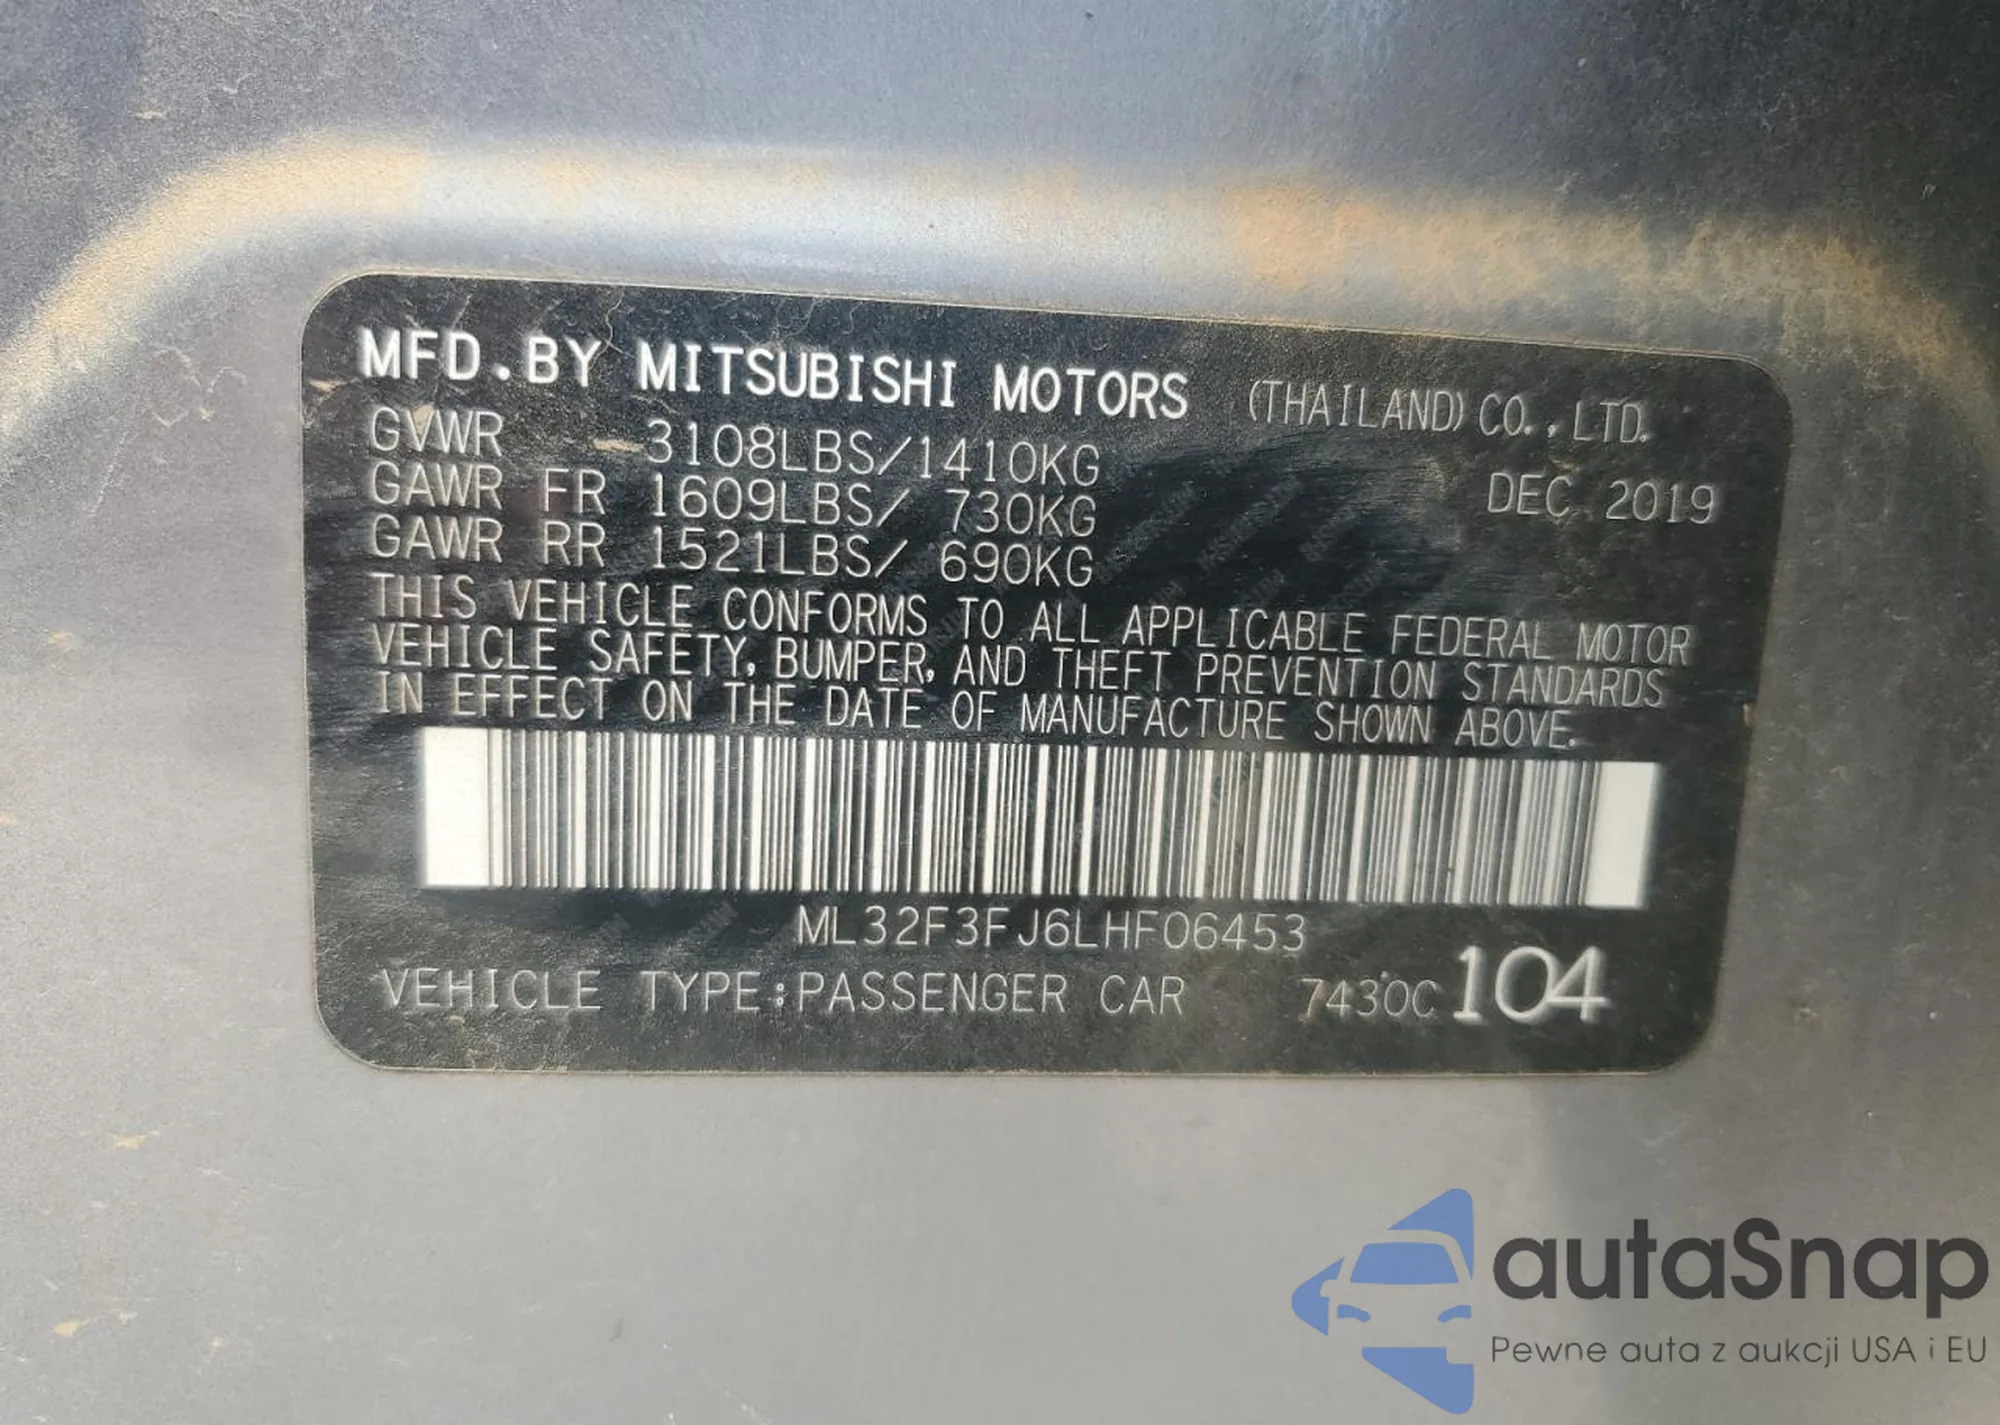 MFD.BY MITSUBISHI MOTORS (THAILAND) CO., LTD.
GVWR 3108LBS/1410KG
GAWR FR 1609LBS/ 730KG DEC 2019
GAWR RR 1521LBS/ 690KG
THIS VEHICLE CONFORMS TO ALL APPLICABLE FEDERAL MOTOR
VEHICLE SAFETY, BUMPER, AND THEFT PREVENTION STANDARDS
IN EFFECT ON THE DATE OF MANUFACTURE SHOWN ABOVE.
ML32F3FJ6LHF06453
VEHICLE TYPE:PASSENGER CAR 7430C 104
autaSnap
Pewne auta z aukcji USA i EU